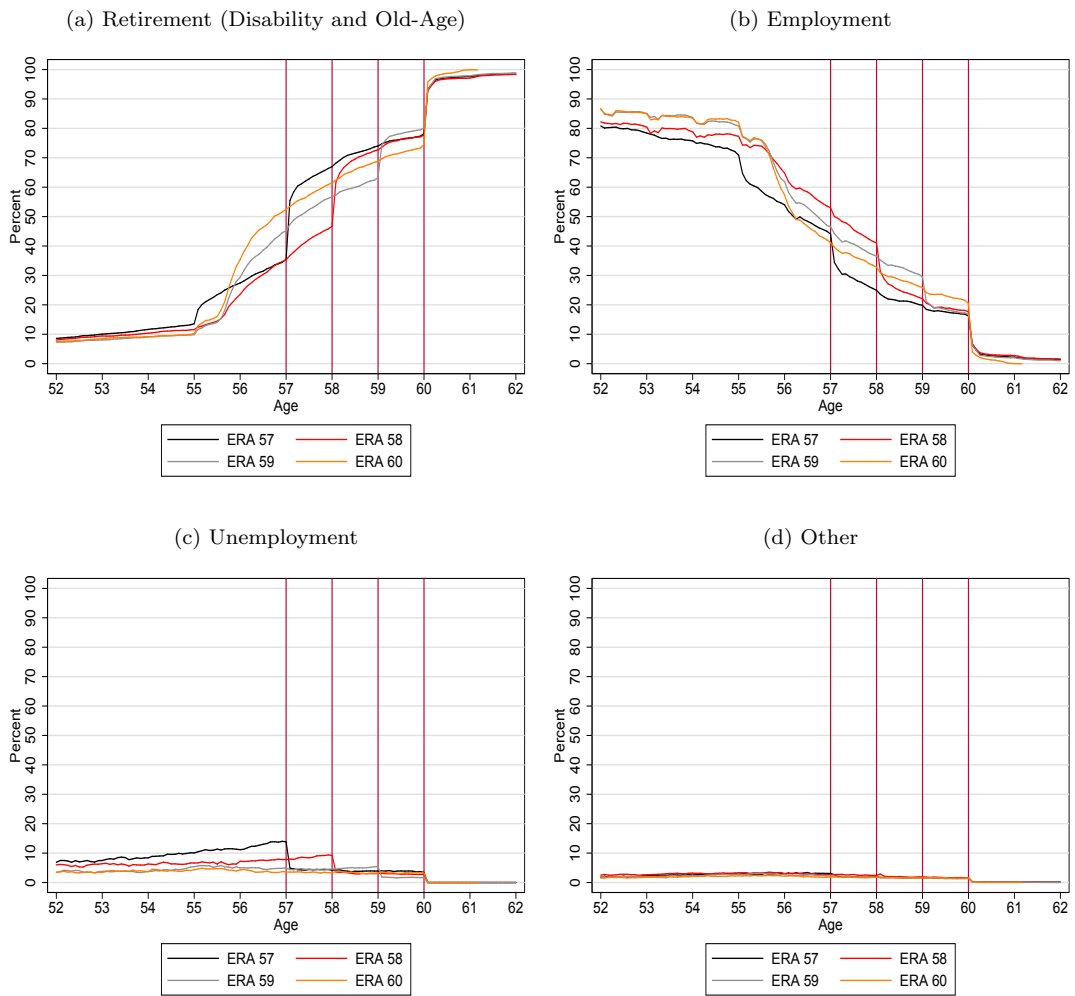 (a) Retirement (Disability and Old-Age)
Percent
0 10 20 30 40 50 60 70 80 90 100
52 53 54 55 56 57 58 59 60 61 62
Age
ERA 57 ERA 58
ERA 59 ERA 60
(b) Employment
Percent
0 10 20 30 40 50 60 70 80 90 100
52 53 54 55 56 57 58 59 60 61 62
Age
ERA 57 ERA 58
ERA 59 ERA 60
(c) Unemployment
Percent
0 10 20 30 40 50 60 70 80 90 100
52 53 54 55 56 57 58 59 60 61 62
Age
ERA 57 ERA 58
ERA 59 ERA 60
(d) Other
Percent
0 10 20 30 40 50 60 70 80 90 100
52 53 54 55 56 57 58 59 60 61 62
Age
ERA 57 ERA 58
ERA 59 ERA 60